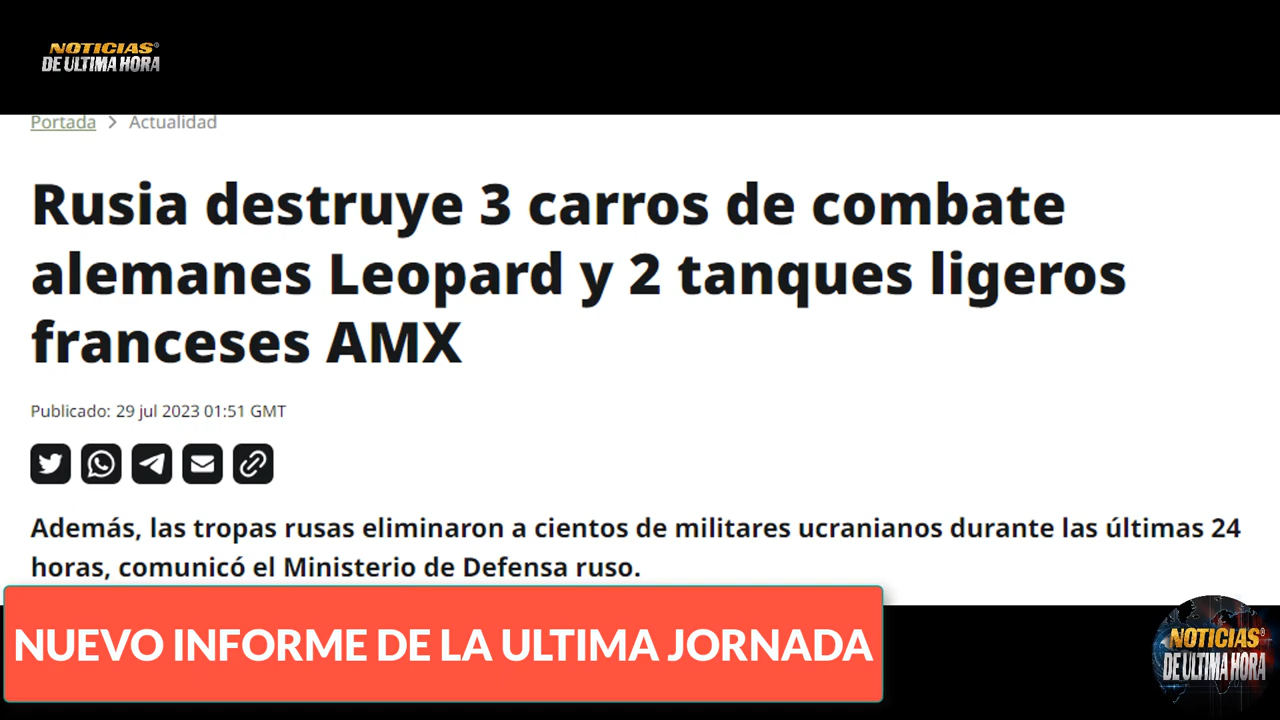 NOTICIAS®
DE ULTIMA HORA
Portada > Actualidad
Rusia destruye 3 carros de combate
alemanes Leopard y 2 tanques ligeros
franceses AMX
Publicado: 29 jul 2023 01:51 GMT
Además, las tropas rusas eliminaron a cientos de militares ucranianos durante las últimas 24
horas, comunicó el Ministerio de Defensa ruso.
NUEVO INFORME DE LA ULTIMA JORNADA
NOTICIAS®
DE ULTIMA HORA